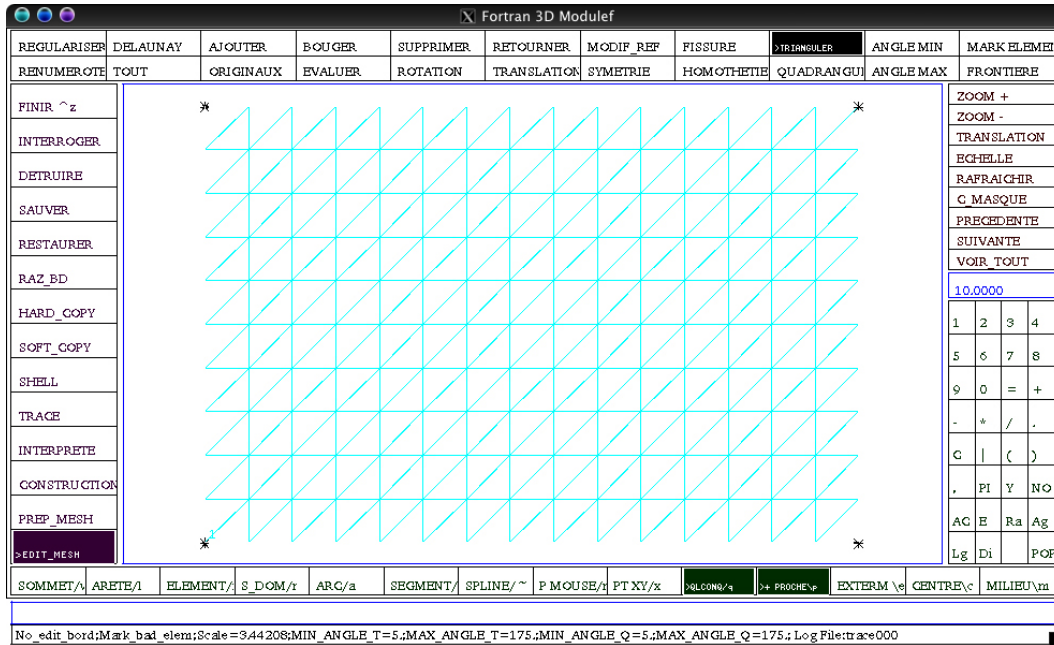 X Fortran 3D Modulef
REGULARISER DELAUNAY AJOUTER BOUGER SUPPRIMER RETOURNER MODIF_REF FISSURE >TRIANGULER ANGLE MIN MARK ELEME
RENUMEROTE TOUT ORIGINAUX EVALUER ROTATION TRANSLATION SYMETRIE HOMOTHETIE QUADRANGUI ANGLE MAX FRONTIERE
FINIR ^z
INTERROGER
DETRUIRE
SAUVER
RESTAURER
RAZ_BD
HARD_COPY
SOFT_COPY
SHELL
TRACE
INTERPRETE
CONSTRUCTION
PREP_MESH
>EDIT_MESH
1
ZOOM +
ZOOM -
TRANSLATION
ECHELLE
RAFRAICHIR
C_MASQUE
PRECEDENTE
SUIVANTE
VOIR_TOUT
10.0000
1 2 3 4
5 6 7 8
9 0 = +
- * / .
C | ( )
, PI Y NO
AC E Ra Ag
Lg Di POP
SOMMET/v ARETE/l ELEMENT/ S_DOM/r ARC/a SEGMENT/ SPLINE/~ P MOUSE/ PT XY/x >QLCONQ/q >+ PROCHE\p EXTERM \e CENTRE\c MILIEU\m
No_edit_bord;Mark_bad_elem;Scale=3.44208;MIN_ANGLE_T=5.;MAX_ANGLE_T=175.;MIN_ANGLE_Q=5.;MAX_ANGLE_Q=175.; Log File:trace000